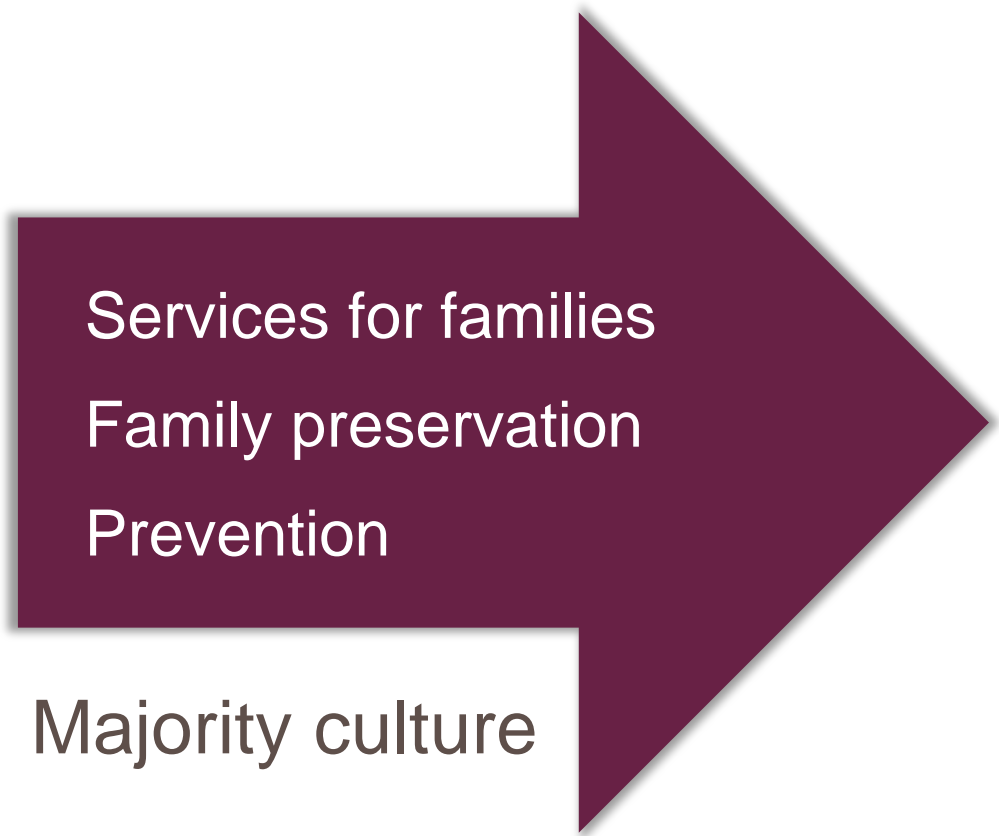 Services for families
Family preservation
Prevention
Majority culture